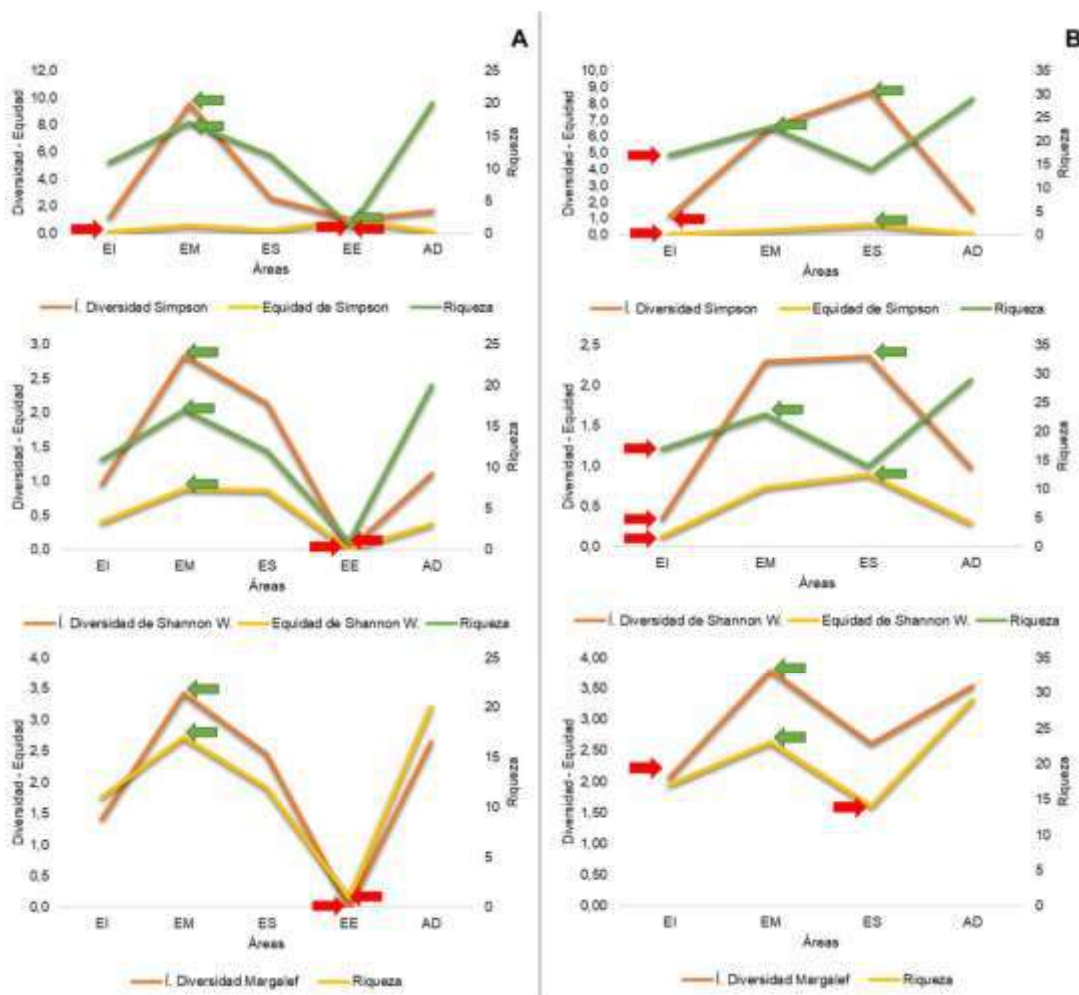 A
12,0
10,0
8,0
6,0
4,0
2,0
0,0
Diversidad - Equidad
25
20
15
10
5
0
Riqueza
EI EM ES EE AD
Áreas
Í. Diversidad Simpson Equidad de Simpson Riqueza
3,0
2,5
2,0
1,5
1,0
0,5
0,0
Diversidad - Equidad
25
20
15
10
5
0
Riqueza
EI EM ES EE AD
Áreas
Í. Diversidad de Shannon W. Equidad de Shannon W. Riqueza
4,0
3,5
3,0
2,5
2,0
1,5
1,0
0,5
0,0
Diversidad - Equidad
25
20
15
10
5
0
Riqueza
EI EM ES EE AD
Áreas
Í. Diversidad Margalef Riqueza
B
10,0
9,0
8,0
7,0
6,0
5,0
4,0
3,0
2,0
1,0
0,0
Diversidad - Equidad
35
30
25
20
15
10
5
0
Riqueza
EI EM ES AD
Áreas
Í. Diversidad Simpson Equidad de Simpson Riqueza
2,5
2,0
1,5
1,0
0,5
0,0
Diversidad - Equidad
35
30
25
20
15
10
5
0
Riqueza
EI EM ES AD
Áreas
Í. Diversidad de Shannon W. Equidad de Shannon W. Riqueza
4,00
3,50
3,00
2,50
2,00
1,50
1,00
0,50
0,00
Diversidad - Equidad
35
30
25
20
15
10
5
0
Riqueza
EI EM ES AD
Áreas
Í. Diversidad Margalef Riqueza